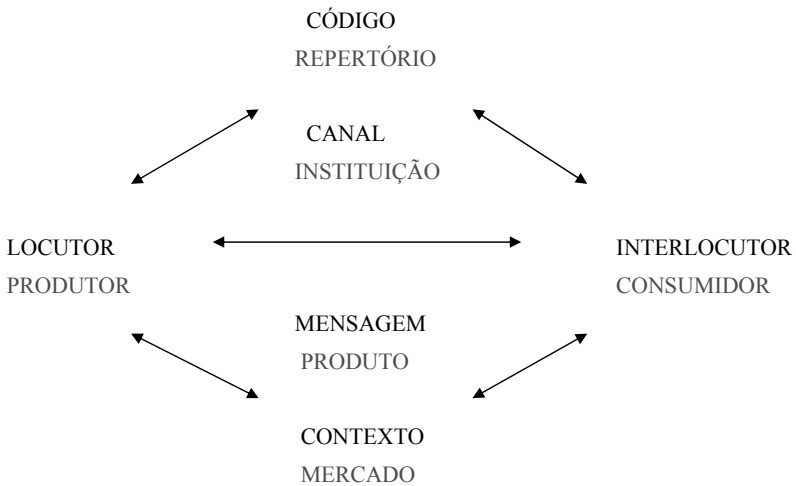 CÓDIGO
REPERTÓRIO
CANAL
INSTITUIÇÃO
LOCUTOR
PRODUTOR
INTERLOCUTOR
CONSUMIDOR
MENSAGEM
PRODUTO
CONTEXTO
MERCADO